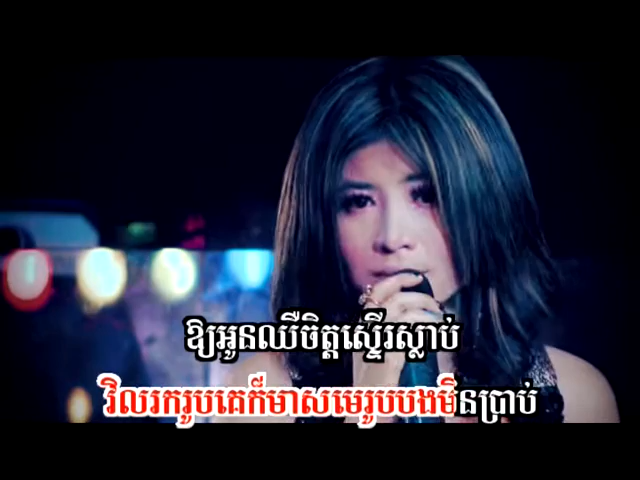 ឱ្យអូនឈឺចិត្តស្ទើរស្លាប់
វិលរករូបគេក៏មាសមេរូបបងមិនប្រាប់